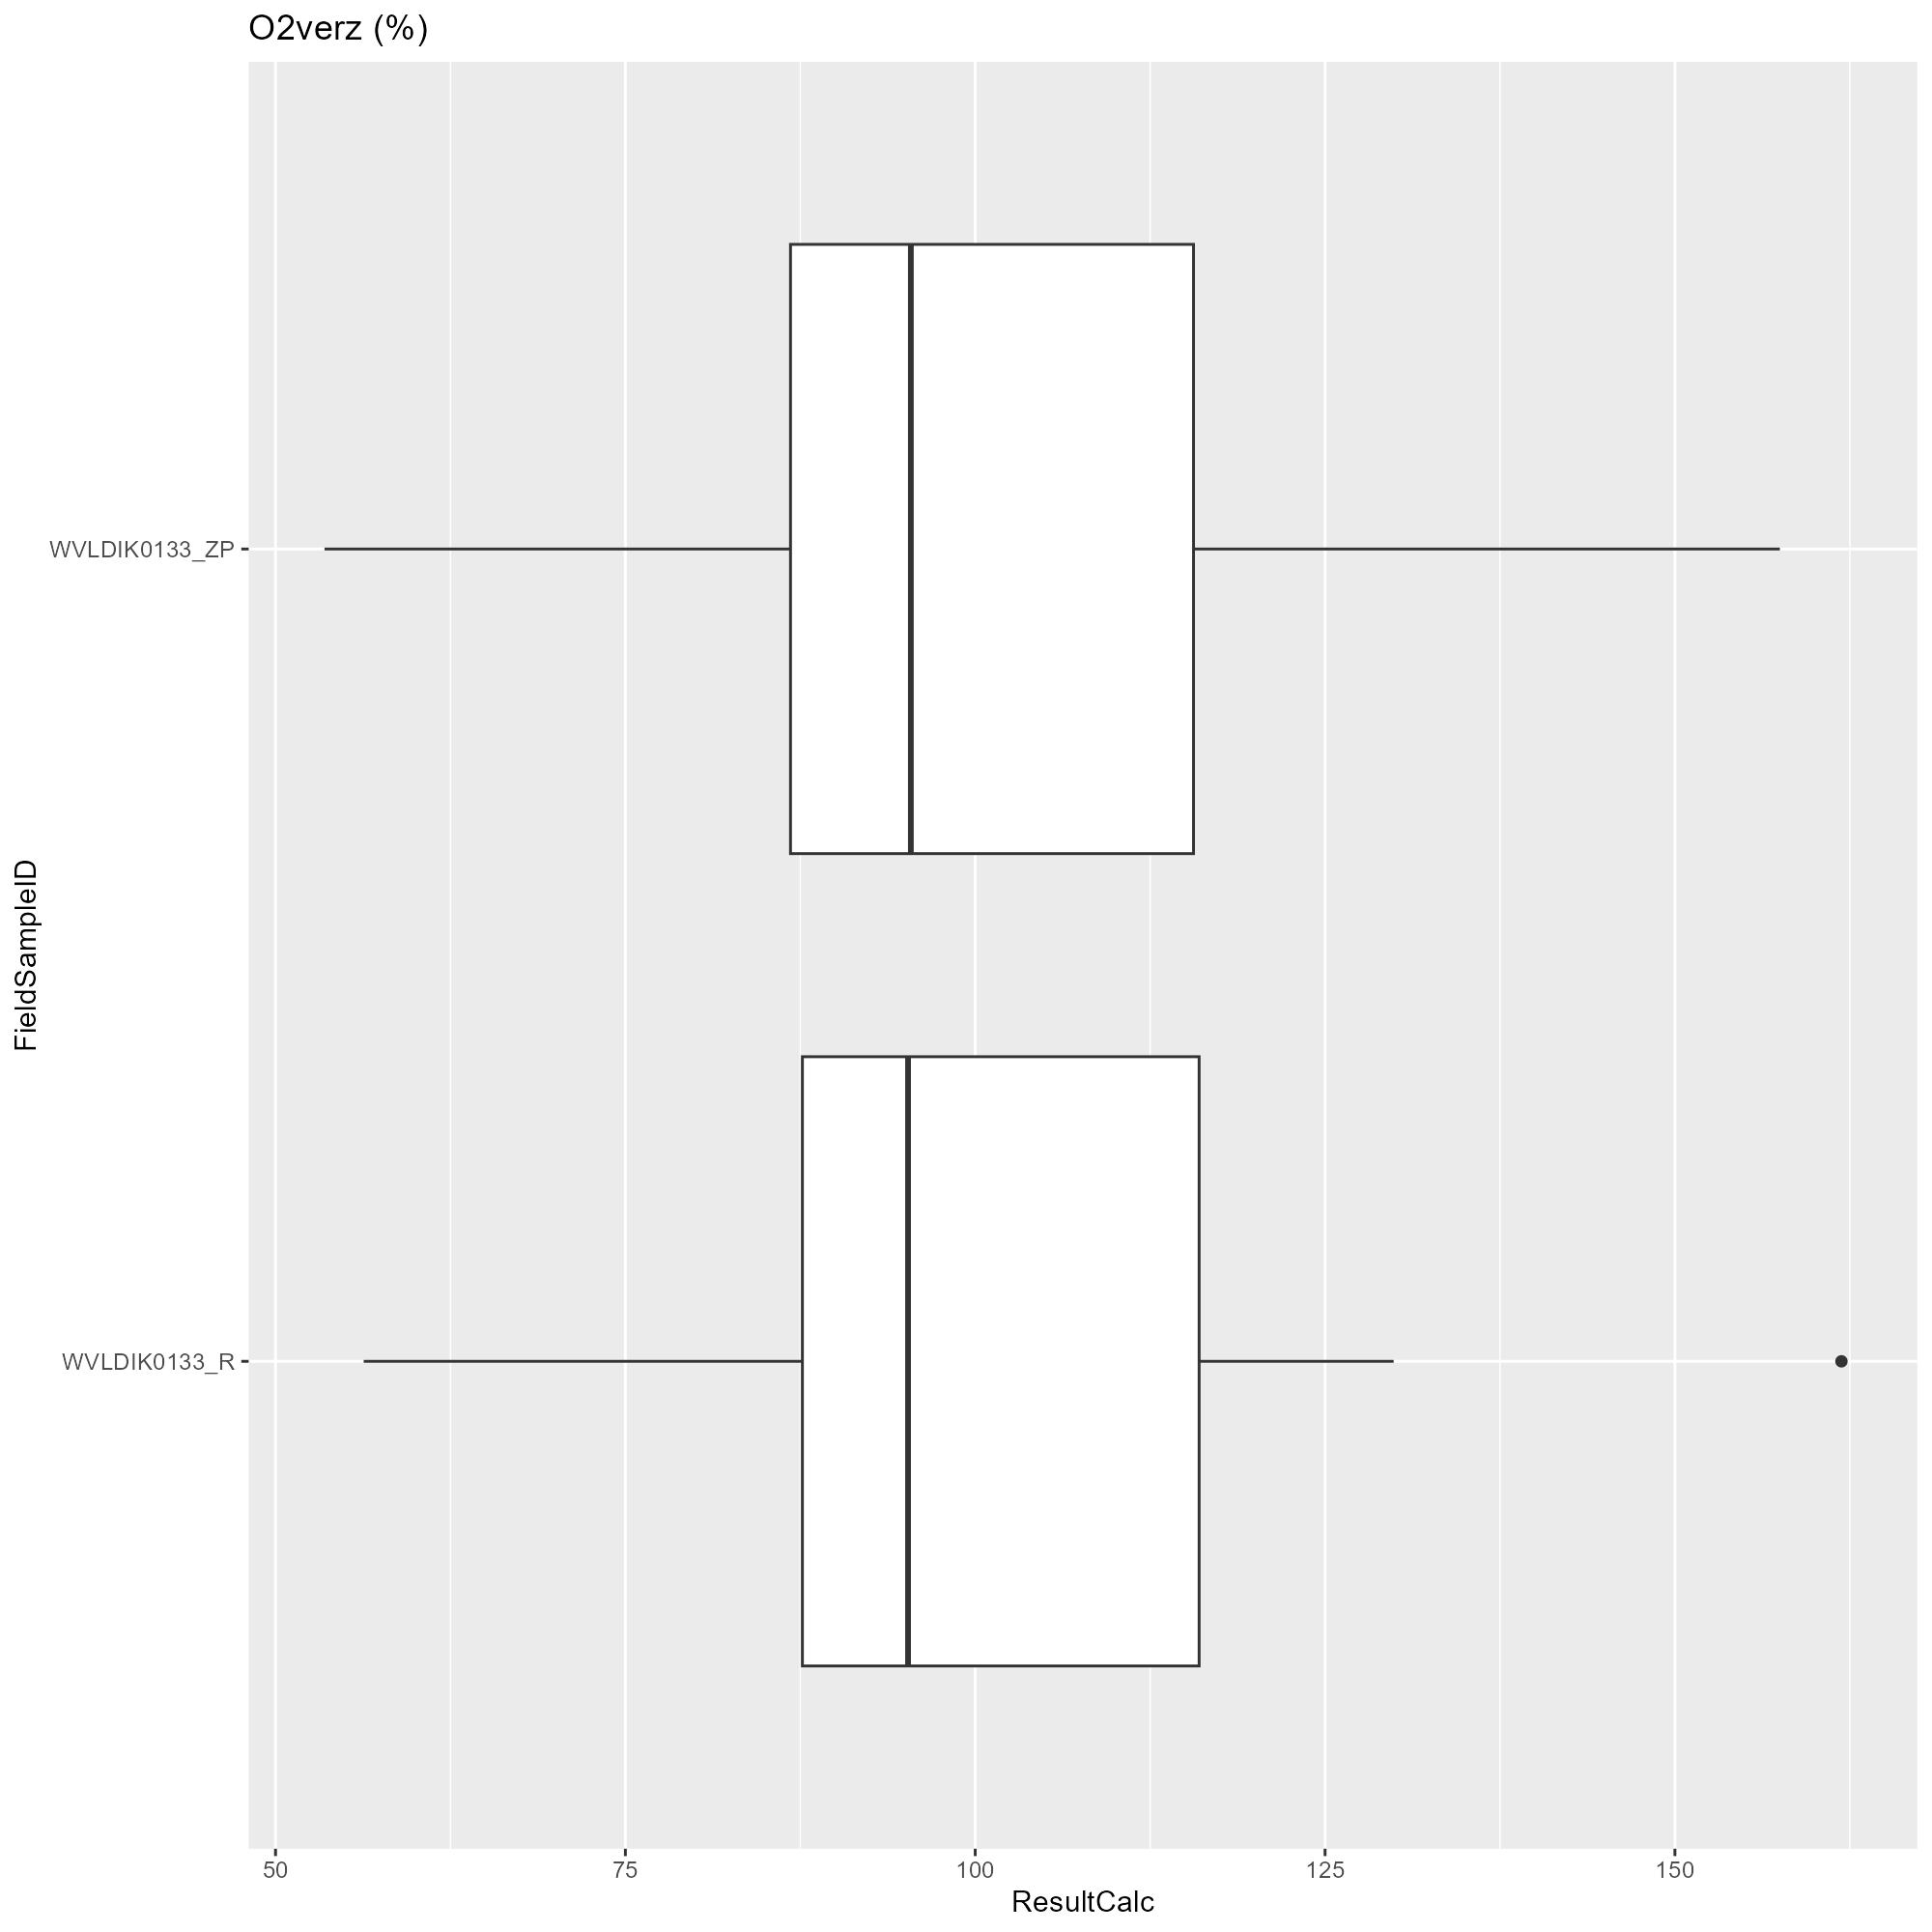 O2verz (%)
FieldSampleID
WVLDIK0133_ZP
WVLDIK0133_R
50 75 100 125 150
ResultCalc